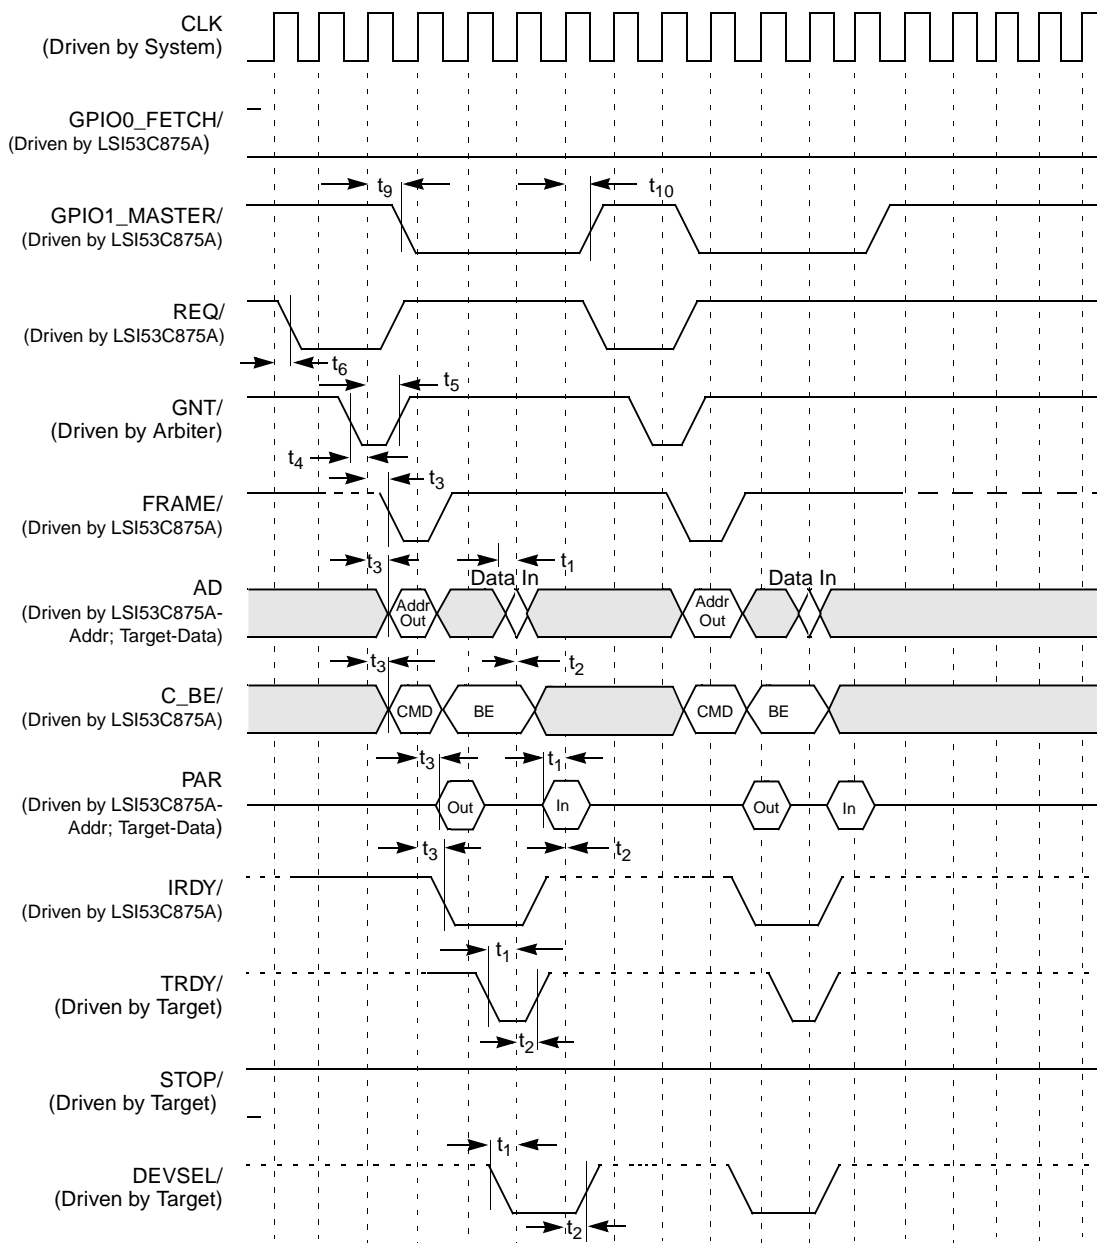 CLK
(Driven by System)
GPIO0_FETCH/
(Driven by LSI53C875A)
t9
t10
GPIO1_MASTER/
(Driven by LSI53C875A)
REQ/
(Driven by LSI53C875A)
t6
t5
GNT/
(Driven by Arbiter)
t4
t3
FRAME/
(Driven by LSI53C875A)
t3
t1
Data In
Data In
AD
(Driven by LSI53C875A-
Addr; Target-Data)
Addr
Out
Addr
Out
t3
t2
C_BE/
(Driven by LSI53C875A)
CMD
BE
CMD
BE
t3
t1
PAR
(Driven by LSI53C875A-
Addr; Target-Data)
Out
In
Out
In
t3
t2
IRDY/
(Driven by LSI53C875A)
t1
TRDY/
(Driven by Target)
t2
STOP/
(Driven by Target)
t1
DEVSEL/
(Driven by Target)
t2